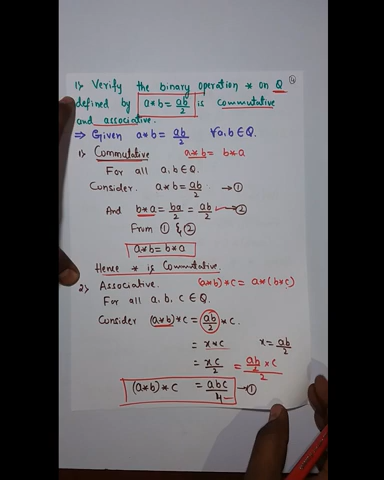 1) Verify the binary operation * on Q (4)
defined by a*b = ab/2 is commutative
and associative.
⇒ Given a*b = ab/2 ∀a,b∈Q.
1) Commutative a*b = b*a
For all a,b∈Q.
Consider a*b = ab/2 → ①
And b*a = ba/2 = ab/2 → ②
From ① & ②
a*b = b*a
Hence * is Commutative.
2) Associative. (a*b)*c = a*(b*c)
For all a, b, c ∈ Q.
Consider (a*b)*c = ab/2 * c.
= x*c x = ab/2
= xc/2 = (ab/2 × c)/2
(a*b)*c = abc/4 → ①